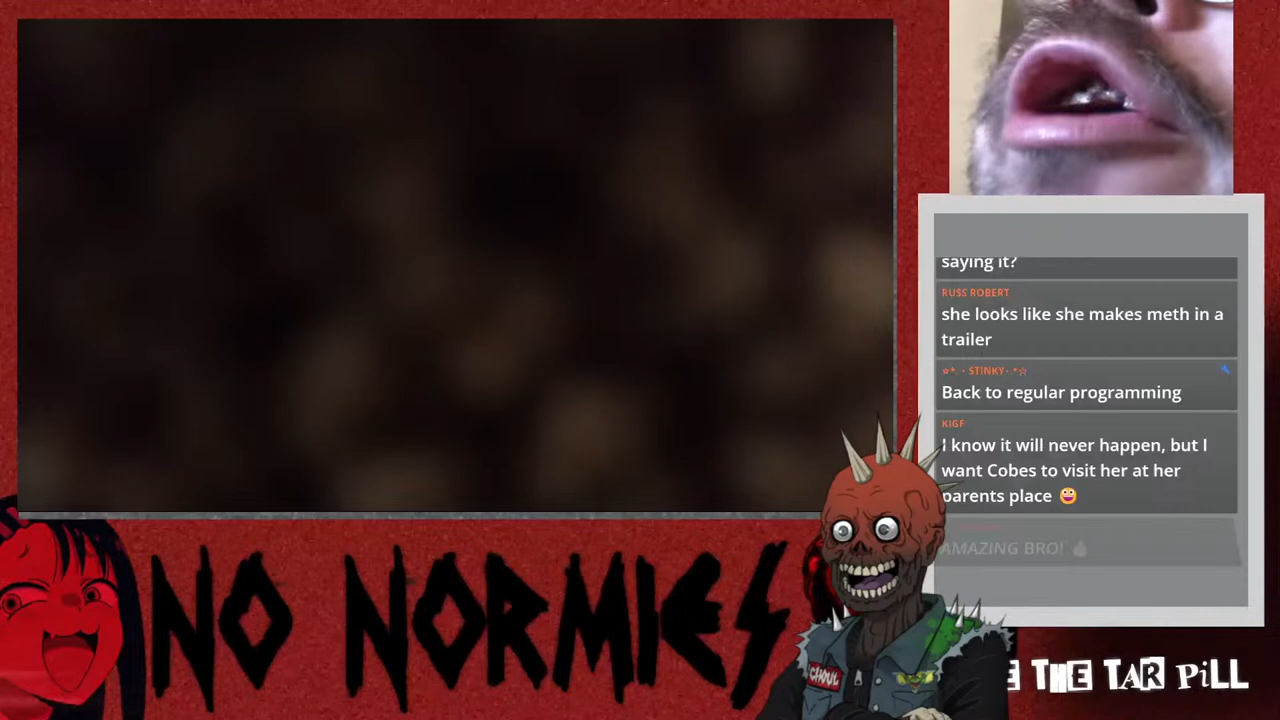 saying it?
RUSS ROBERT
she looks like she makes meth in a
trailer
STINKY
Back to regular programming
KIGF
I know it will never happen, but I
want Cobes to visit her at her
parents place
AMAZING BRO!
GHOUL
NO NORMIES
THE TAR PiLL